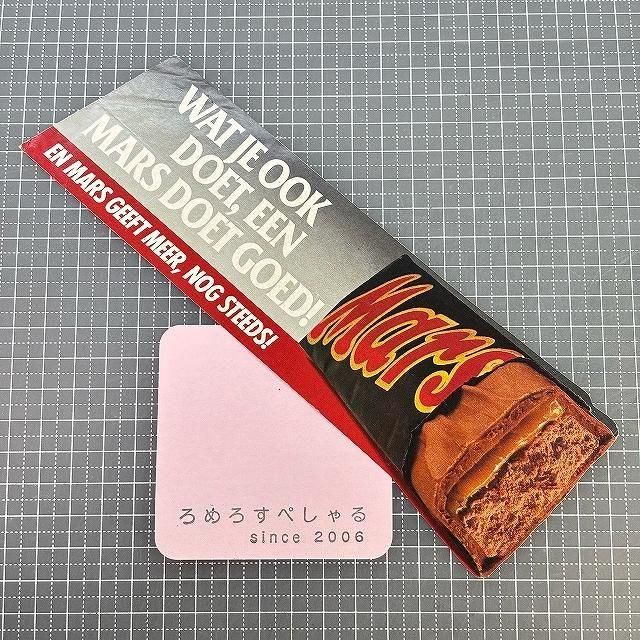 WAT JE OOK
DOET, EEN
MARS DOET GOED!
EN MARS GEEFT MEER, NOG STEEDS!
Mars
ろめろすぺしゃる
since 2006